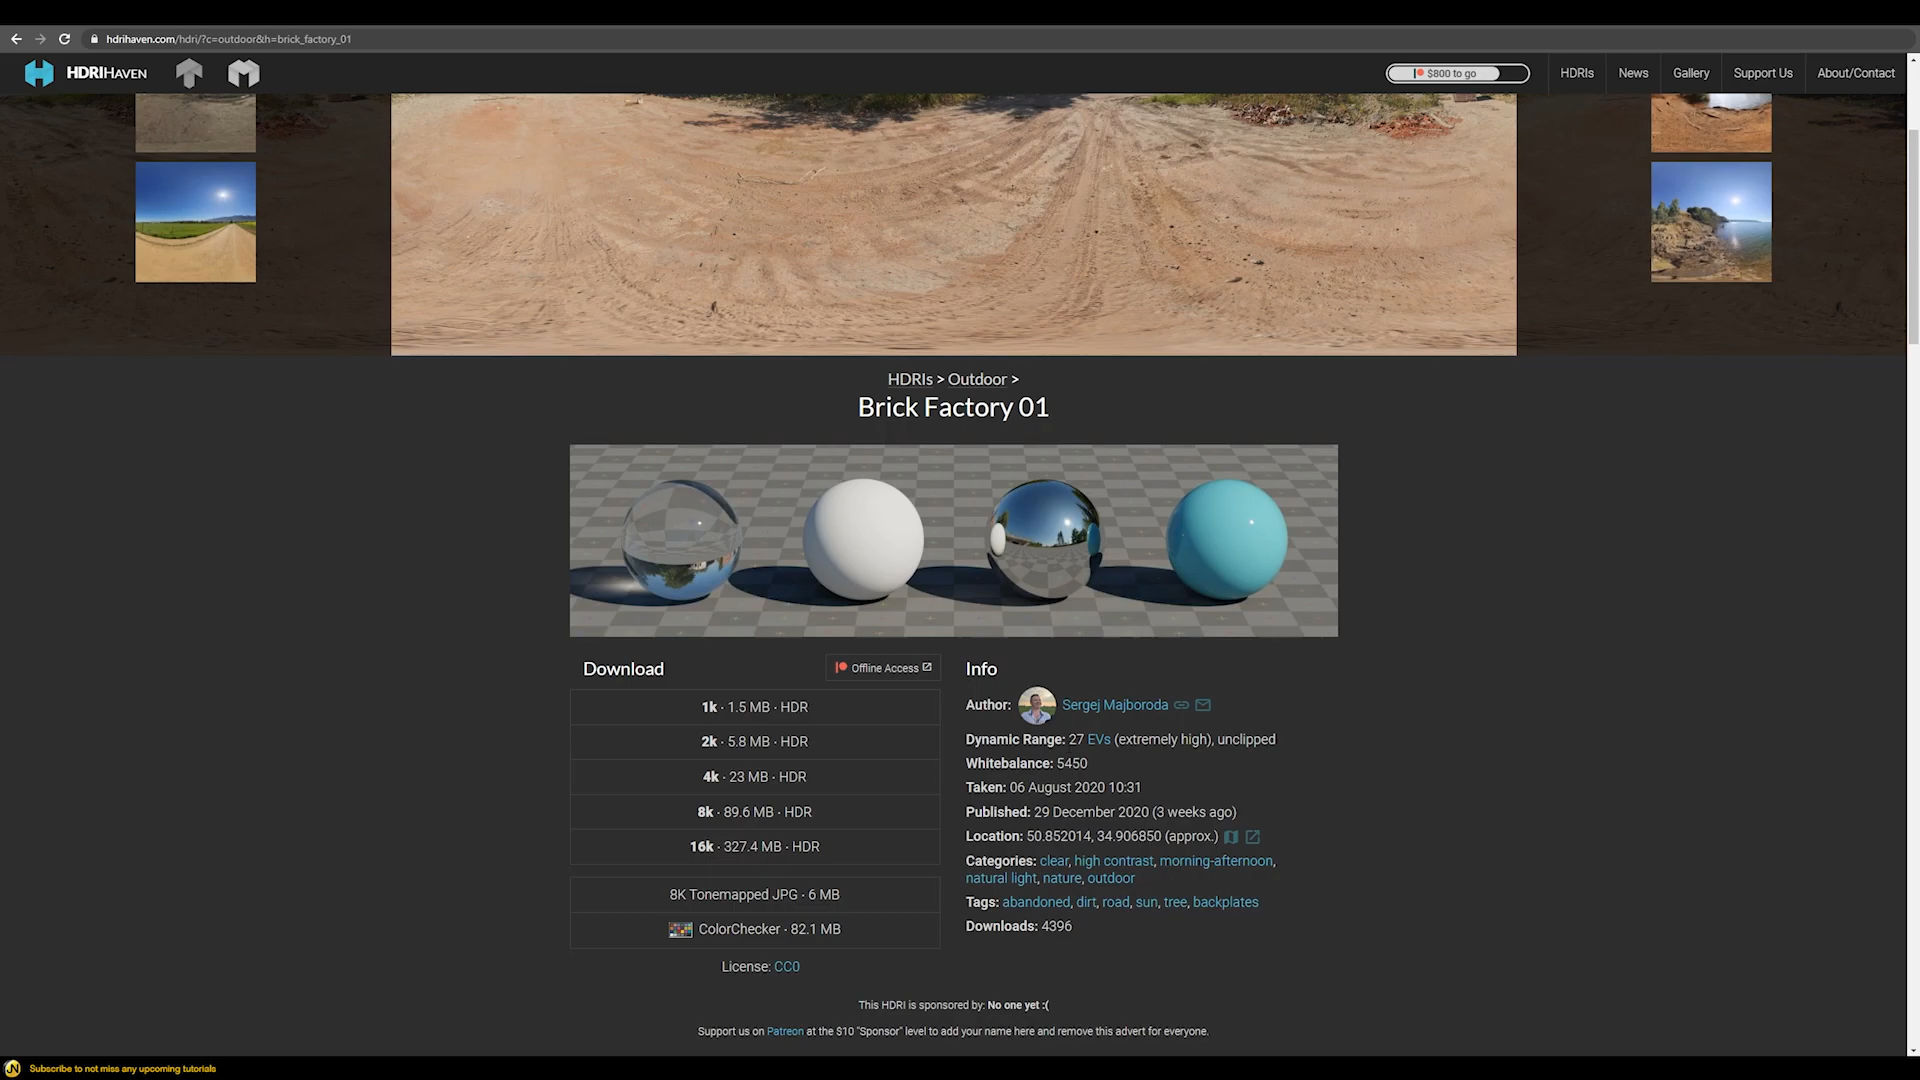 hdrihaven.com/hdri/?c=outdoor&h=brick_factory_01
HDRIHAVEN
$800 to go
HDRIs
News
Gallery
Support Us
About/Contact
HDRIs > Outdoor >
Brick Factory 01
Download
Offline Access
1k · 1.5 MB · HDR
2k · 5.8 MB · HDR
4k · 23 MB · HDR
8k · 89.6 MB · HDR
16k · 327.4 MB · HDR
8K Tonemapped JPG · 6 MB
ColorChecker · 82.1 MB
License: CC0
Info
Author: Sergej Majboroda
Dynamic Range: 27 EVs (extremely high), unclipped
Whitebalance: 5450
Taken: 06 August 2020 10:31
Published: 29 December 2020 (3 weeks ago)
Location: 50.852014, 34.906850 (approx.)
Categories: clear, high contrast, morning-afternoon,
natural light, nature, outdoor
Tags: abandoned, dirt, road, sun, tree, backplates
Downloads: 4396
This HDRI is sponsored by: No one yet :(
Support us on Patreon at the $10 "Sponsor" level to add your name here and remove this advert for everyone.
JN
Subscribe to not miss any upcoming tutorials